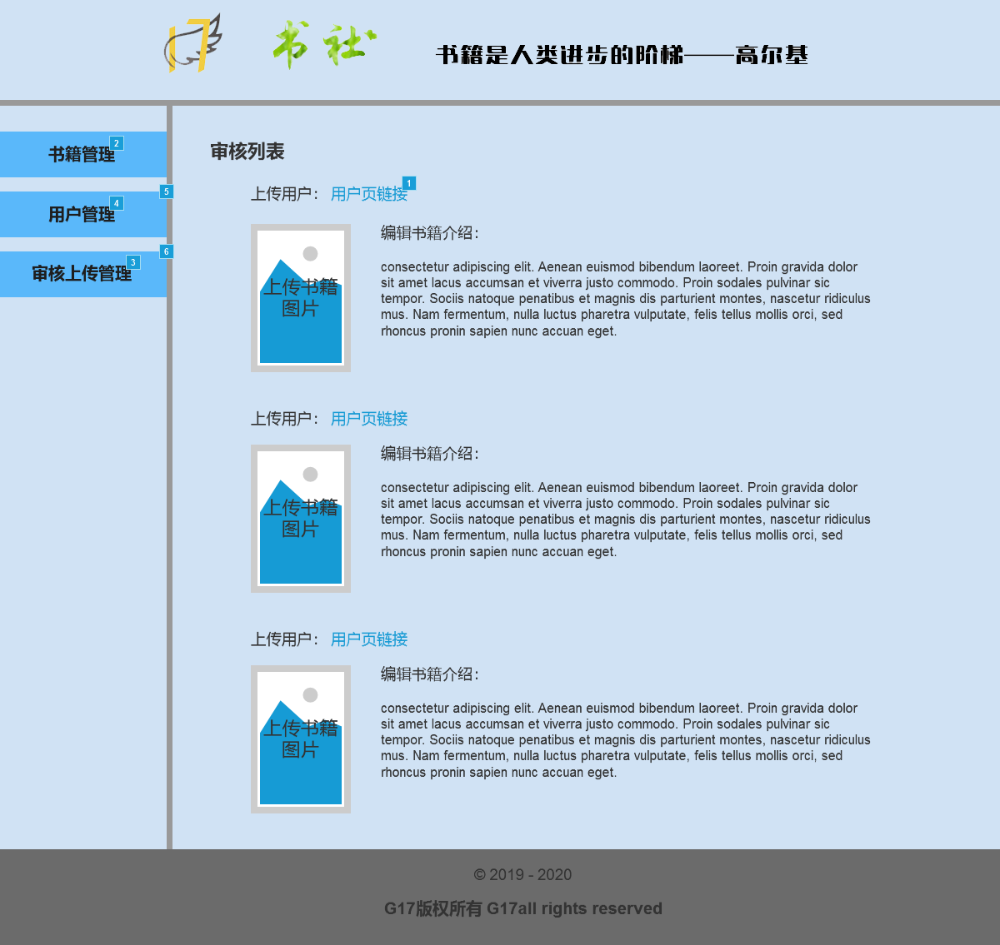 17 书社 书籍是人类进步的阶梯——高尔基
书籍管理 2
5
用户管理 4
6
审核上传管理 3
审核列表
上传用户： 用户页链接 1
上传书籍
图片
编辑书籍介绍：
consectetur adipiscing elit. Aenean euismod bibendum laoreet. Proin gravida dolor
sit amet lacus accumsan et viverra justo commodo. Proin sodales pulvinar sic
tempor. Sociis natoque penatibus et magnis dis parturient montes, nascetur ridiculus
mus. Nam fermentum, nulla luctus pharetra vulputate, felis tellus mollis orci, sed
rhoncus pronin sapien nunc accuan eget.
上传用户： 用户页链接
上传书籍
图片
编辑书籍介绍：
consectetur adipiscing elit. Aenean euismod bibendum laoreet. Proin gravida dolor
sit amet lacus accumsan et viverra justo commodo. Proin sodales pulvinar sic
tempor. Sociis natoque penatibus et magnis dis parturient montes, nascetur ridiculus
mus. Nam fermentum, nulla luctus pharetra vulputate, felis tellus mollis orci, sed
rhoncus pronin sapien nunc accuan eget.
上传用户： 用户页链接
上传书籍
图片
编辑书籍介绍：
consectetur adipiscing elit. Aenean euismod bibendum laoreet. Proin gravida dolor
sit amet lacus accumsan et viverra justo commodo. Proin sodales pulvinar sic
tempor. Sociis natoque penatibus et magnis dis parturient montes, nascetur ridiculus
mus. Nam fermentum, nulla luctus pharetra vulputate, felis tellus mollis orci, sed
rhoncus pronin sapien nunc accuan eget.
© 2019 - 2020
G17版权所有 G17all rights reserved